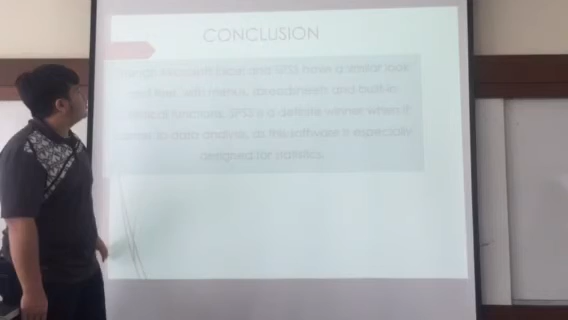 CONCLUSION
Though Microsoft Excel and SPSS have a similar look
and feel, with menus, spreadsheets and built-in
statistical functions, SPSS is a definite winner when it
comes to data analysis, as this software is especially
designed for statistics.